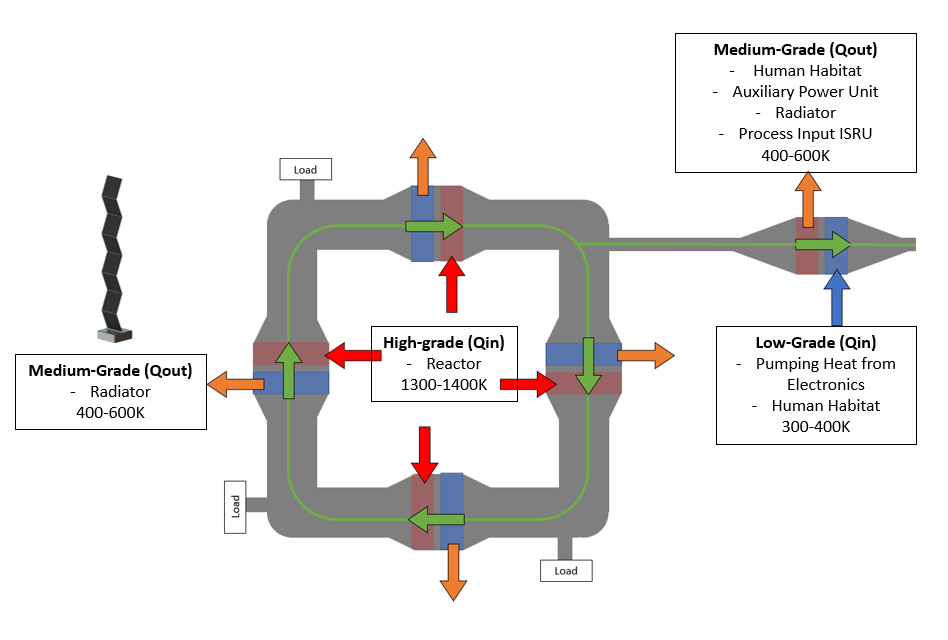 Medium-Grade (Qout)
- Human Habitat
- Auxiliary Power Unit
- Radiator
- Process Input ISRU
400-600K
Load
High-grade (Qin)
- Reactor
1300-1400K
Medium-Grade (Qout)
- Radiator
400-600K
Low-Grade (Qin)
- Pumping Heat from
Electronics
- Human Habitat
300-400K
Load
Load